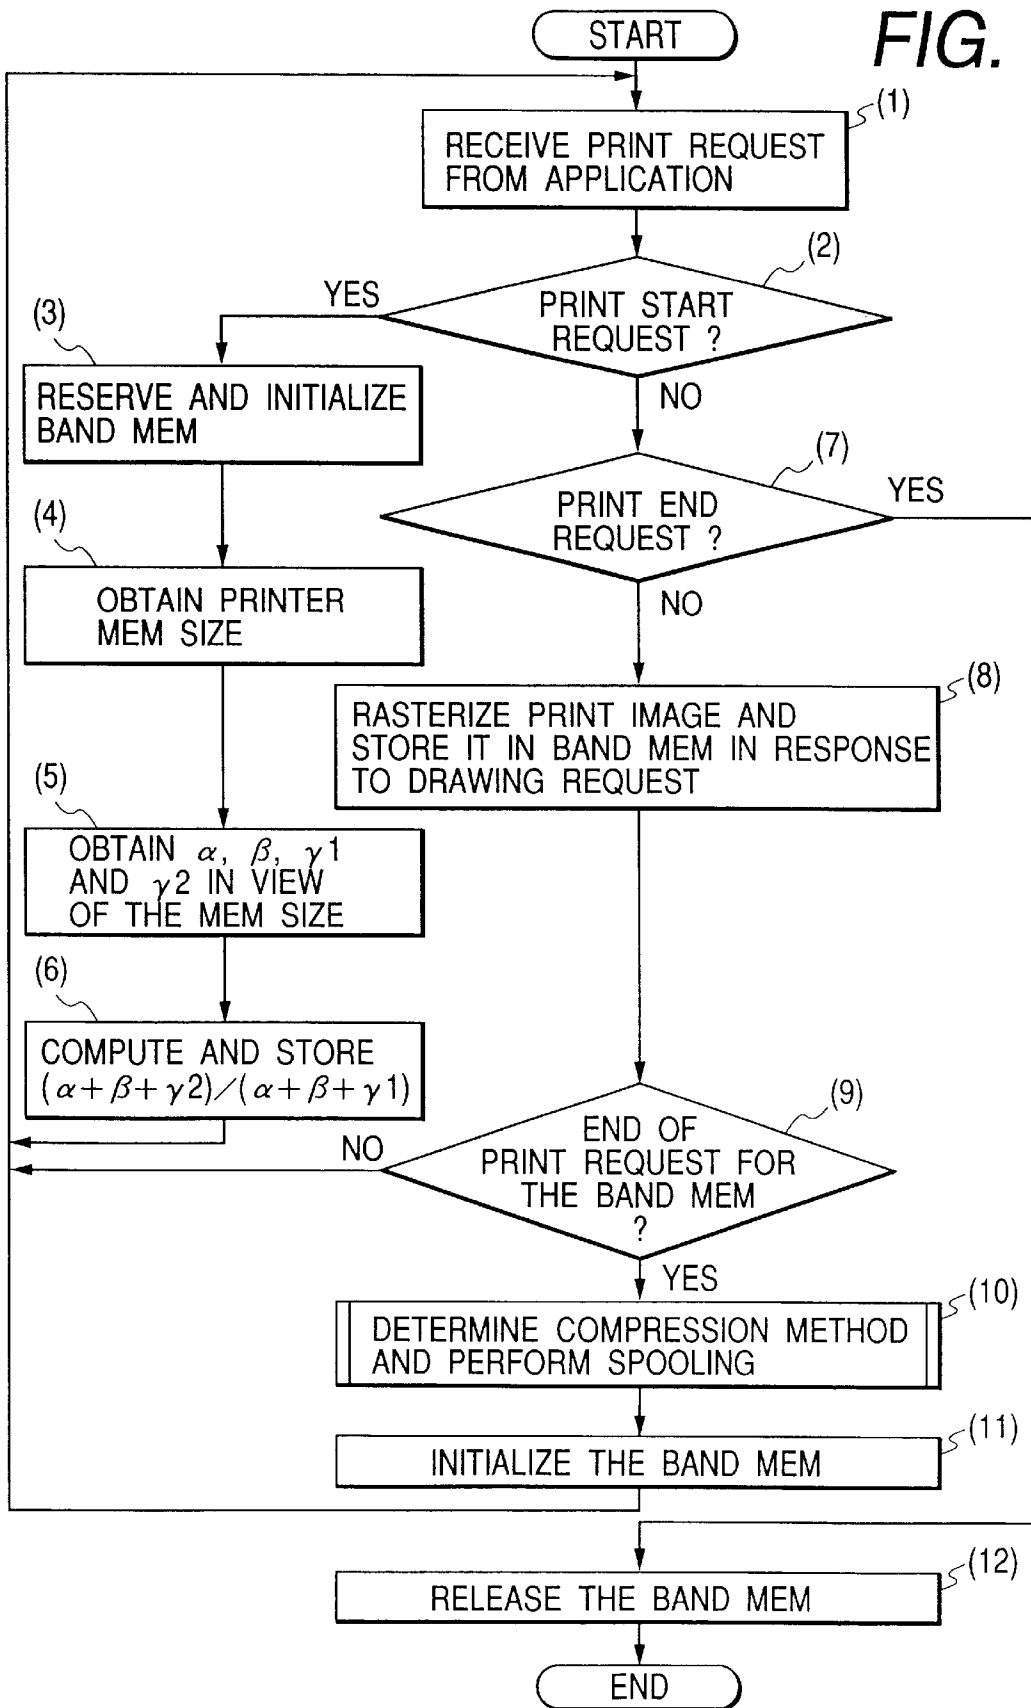 FIG.
START
(1)
RECEIVE PRINT REQUEST
FROM APPLICATION
(2)
PRINT START
REQUEST ?
YES
NO
(3)
RESERVE AND INITIALIZE
BAND MEM
(4)
OBTAIN PRINTER
MEM SIZE
(5)
OBTAIN α, β, γ1
AND γ2 IN VIEW
OF THE MEM SIZE
(6)
COMPUTE AND STORE
(α+β+γ2)/(α+β+γ1)
(7)
PRINT END
REQUEST ?
YES
NO
(8)
RASTERIZE PRINT IMAGE AND
STORE IT IN BAND MEM IN RESPONSE
TO DRAWING REQUEST
(9)
END OF
PRINT REQUEST FOR
THE BAND MEM
?
NO
YES
(10)
DETERMINE COMPRESSION METHOD
AND PERFORM SPOOLING
(11)
INITIALIZE THE BAND MEM
(12)
RELEASE THE BAND MEM
END